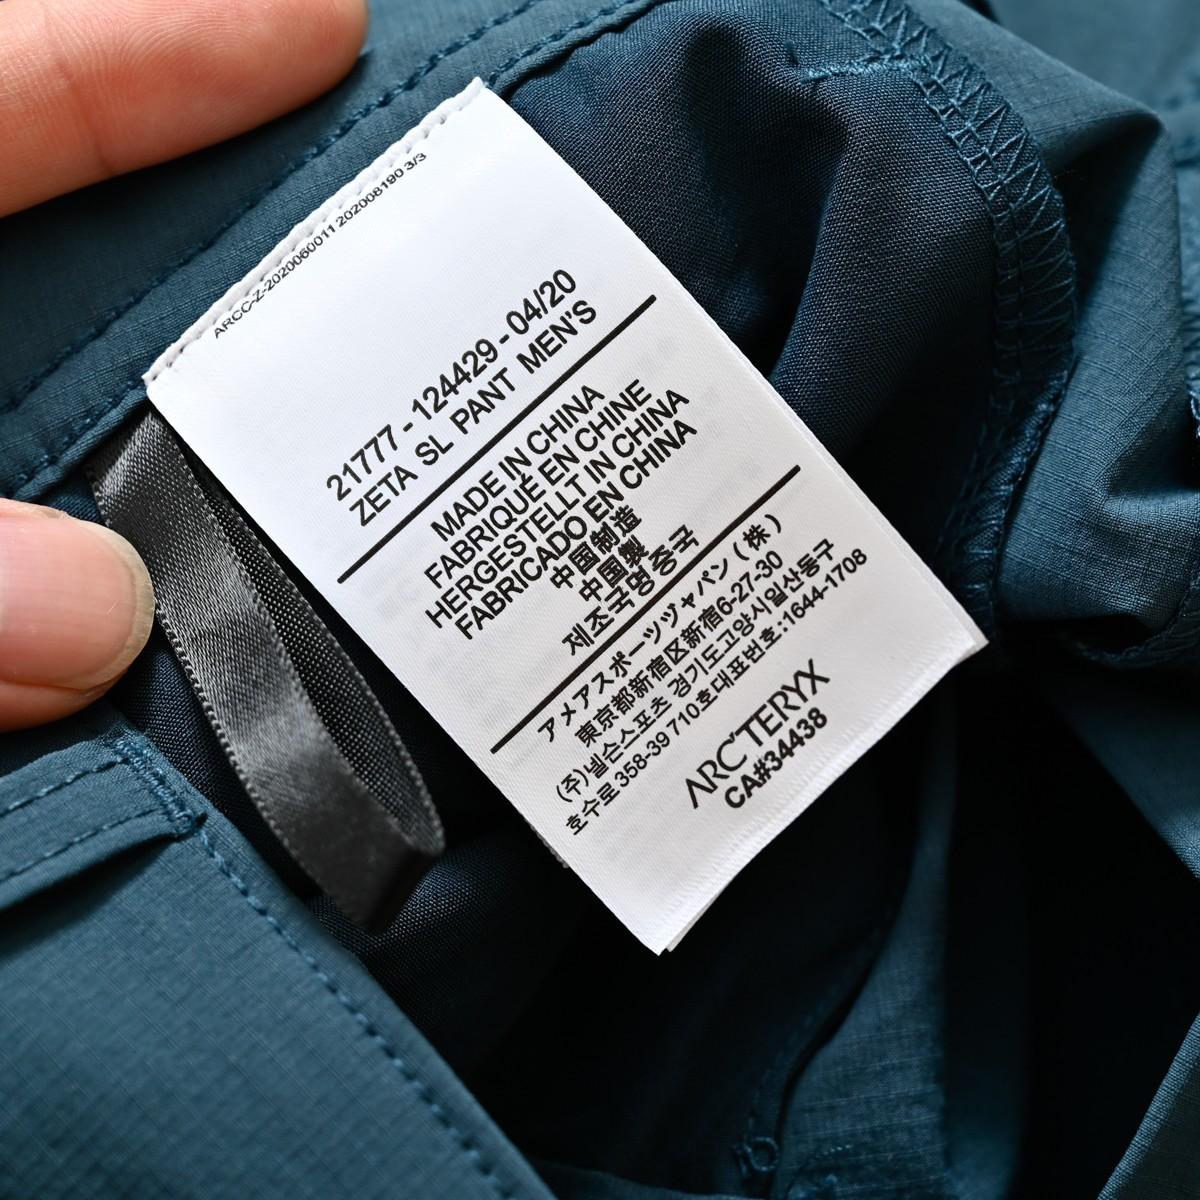 ARCC-Z-2020060011 202008190 3/3
21777 - 124429 - 04/20
ZETA SL PANT MEN'S
MADE IN CHINA
FABRIQUÉ EN CHINE
HERGESTELLT IN CHINA
FABRICADO EN CHINA
中国制造
中国製
제조국명:중국
アメアスポーツジャパン(株)
東京都新宿区新宿6-27-30
(주)넬슨스포츠 경기도고양시일산동구
호수로 358-39 710호대표번호:1644-1708
ARC'TERYX
CA#34438